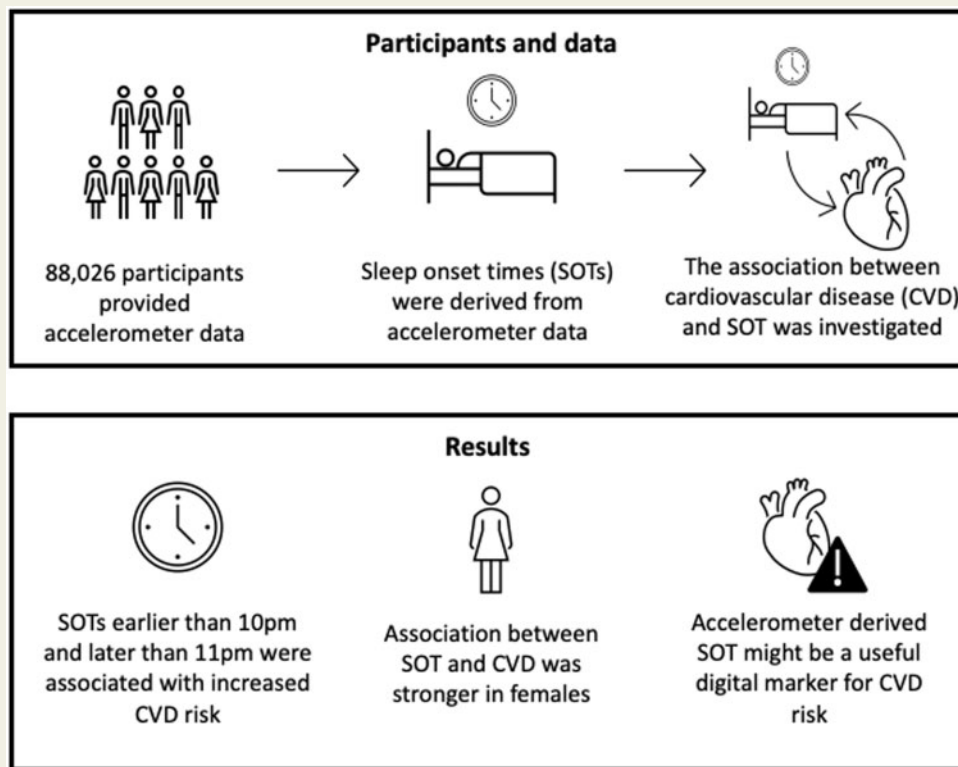 Participants and data
88,026 participants
provided
accelerometer data
Sleep onset times (SOTs)
were derived from
accelerometer data
The association between
cardiovascular disease (CVD)
and SOT was investigated
Results
SOTs earlier than 10pm
and later than 11pm were
associated with increased
CVD risk
Association between
SOT and CVD was
stronger in females
Accelerometer derived
SOT might be a useful
digital marker for CVD
risk